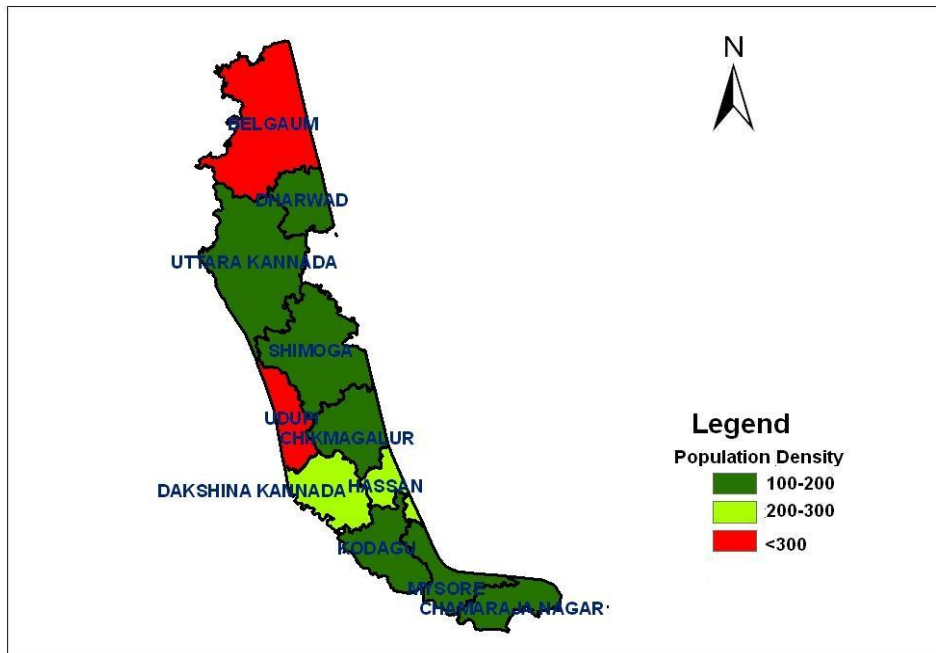 N
BELGAUM
DHARWAD
UTTARA KANNADA
SHIMOGA
UDUPI
CHIKMAGALUR
DAKSHINA KANNADA
HASSAN
KODAGU
MYSORE
CHAMARAJA NAGAR
Legend
Population Density
100-200
200-300
<300